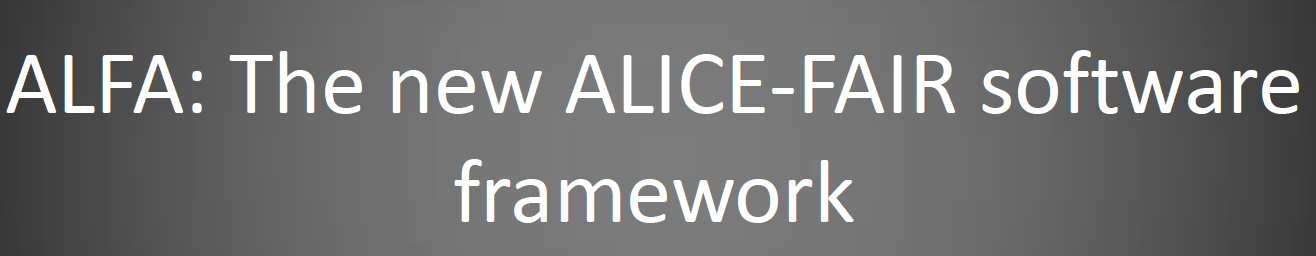 ALFA: The new ALICE-FAIR software
framework